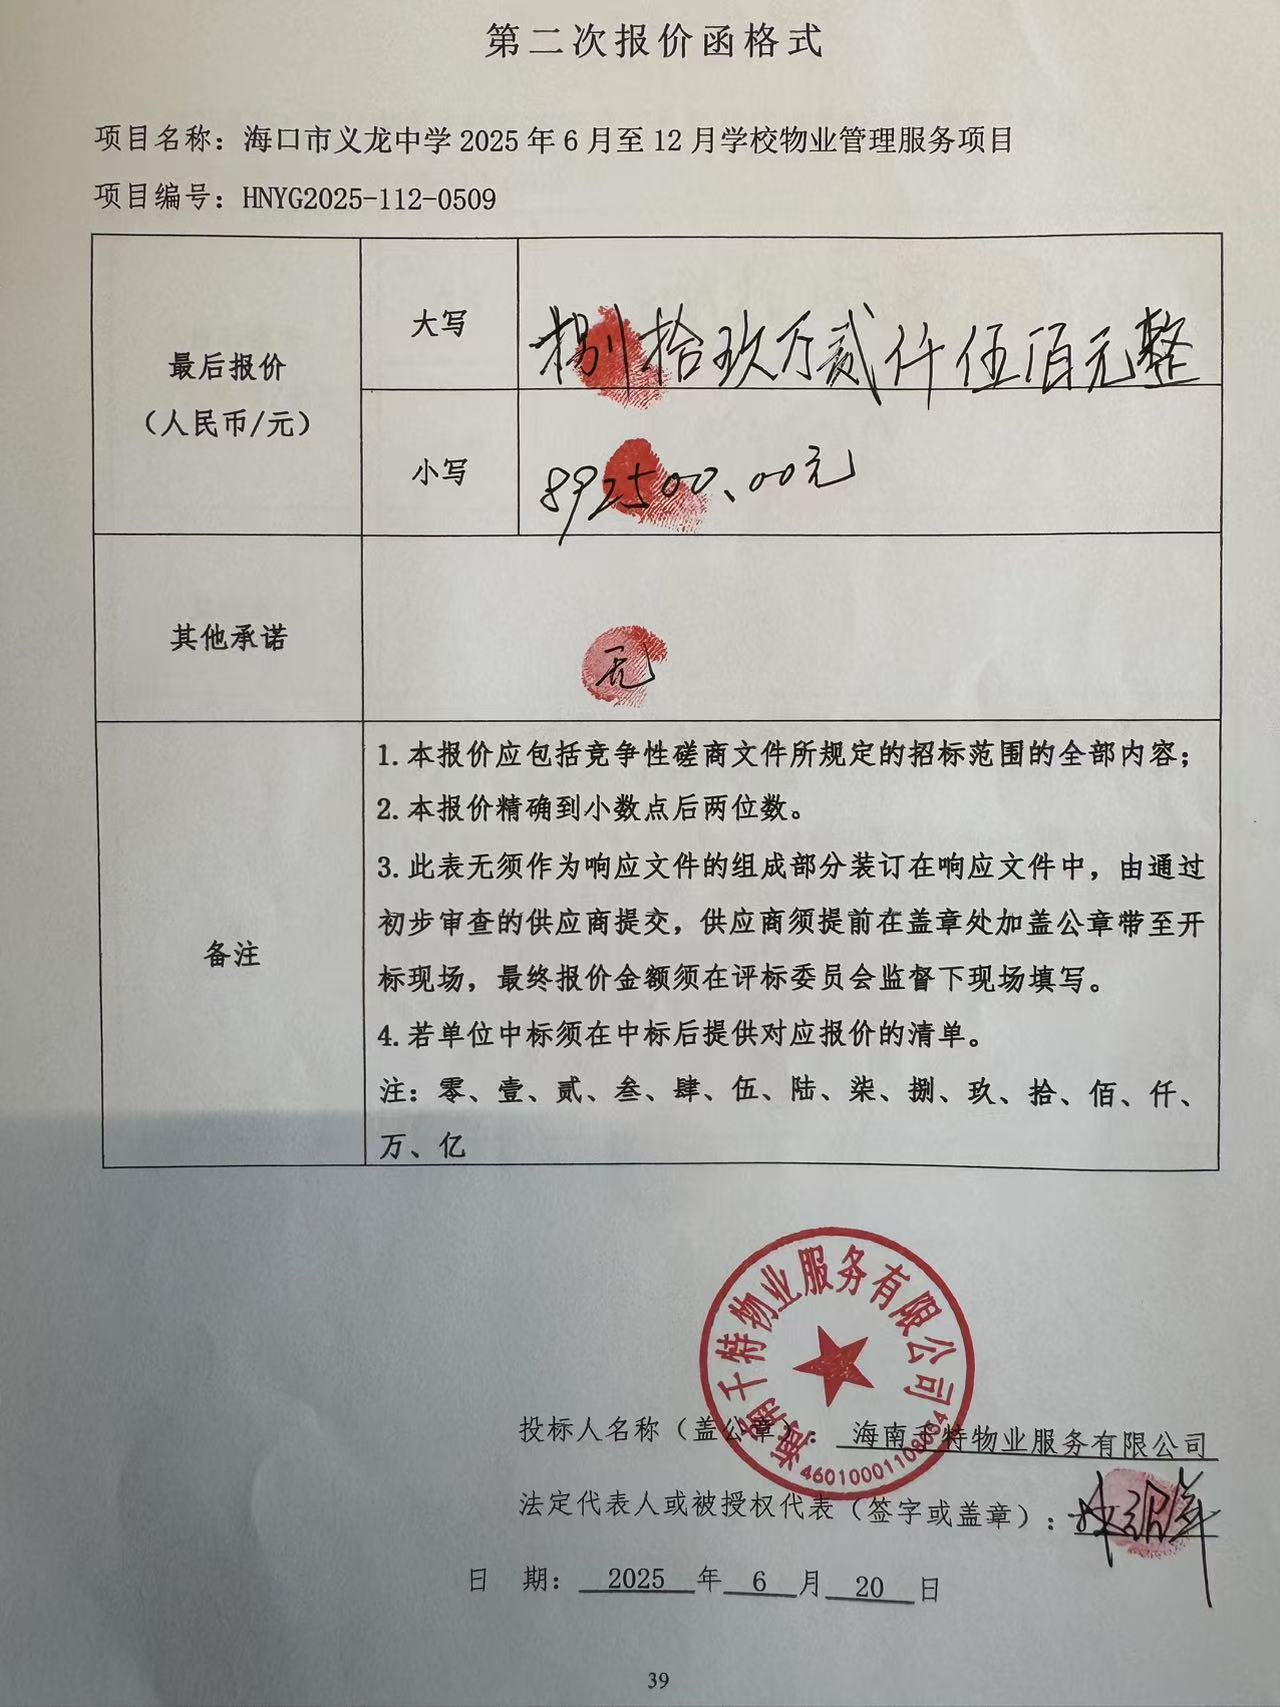 第二次报价函格式
项目名称：海口市义龙中学 2025 年 6 月至 12 月学校物业管理服务项目
项目编号：HNYG2025-112-0509
最后报价
（人民币/元）
大写
捌拾玖万贰仟伍佰元整
小写
892500.00元
其他承诺
无
备注
1.本报价应包括竞争性磋商文件所规定的招标范围的全部内容；
2.本报价精确到小数点后两位数。
3.此表无须作为响应文件的组成部分装订在响应文件中，由通过
初步审查的供应商提交，供应商须提前在盖章处加盖公章带至开
标现场，最终报价金额须在评标委员会监督下现场填写。
4.若单位中标须在中标后提供对应报价的清单。
注：零、壹、贰、叁、肆、伍、陆、柒、捌、玖、拾、佰、仟、
万、亿
海南千特物业服务有限公司
投标人名称（盖公章）：海南千特物业服务有限公司
法定代表人或被授权代表（签字或盖章）：
日 期： 2025 年 6 月 20 日
39